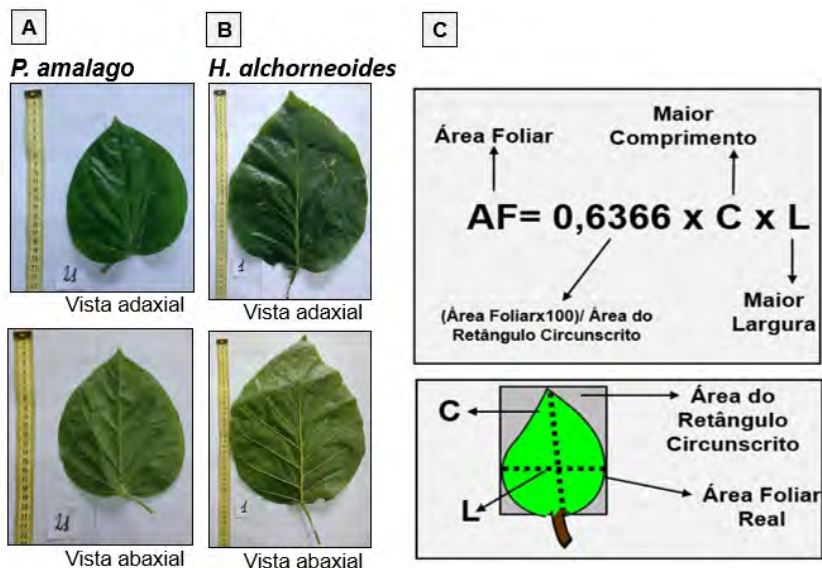 A
P. amalago
21
Vista adaxial
21
Vista abaxial
B
H. alchorneoides
1
Vista adaxial
1
Vista abaxial
C
Área Foliar
Maior
Comprimento
AF= 0,6366 x C x L
(Área Foliarx100)/ Área do
Retângulo Circunscrito
Maior
Largura
C
Área do
Retângulo
Circunscrito
L
Área Foliar
Real